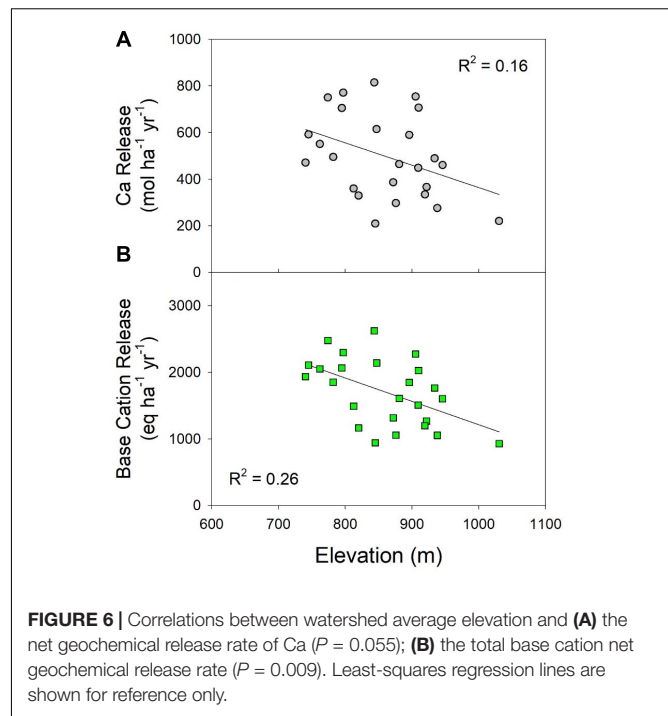 A
1000
800
600
400
200
0
Ca Release
(mol ha⁻¹ yr⁻¹)
R² = 0.16
B
3000
2000
1000
0
Base Cation Release
(eq ha⁻¹ yr⁻¹)
R² = 0.26
600 700 800 900 1000 1100
Elevation (m)
FIGURE 6 | Correlations between watershed average elevation and (A) the
net geochemical release rate of Ca (P = 0.055); (B) the total base cation net
geochemical release rate (P = 0.009). Least-squares regression lines are
shown for reference only.